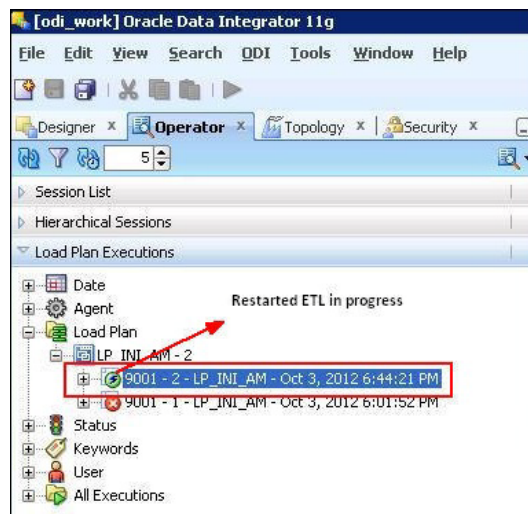 [odi_work] Oracle Data Integrator 11g
File Edit View Search ODI Tools Window Help
Designer x Operator x Topology x Security x
5
Session List
Hierarchical Sessions
Load Plan Executions
Date
Restarted ETL in progress
Agent
Load Plan
LP_INI_AM - 2
9001 - 2 - LP_INI_AM - Oct 3, 2012 6:44:21 PM
9001 - 1 - LP_INI_AM - Oct 3, 2012 6:01:52 PM
Status
Keywords
User
All Executions